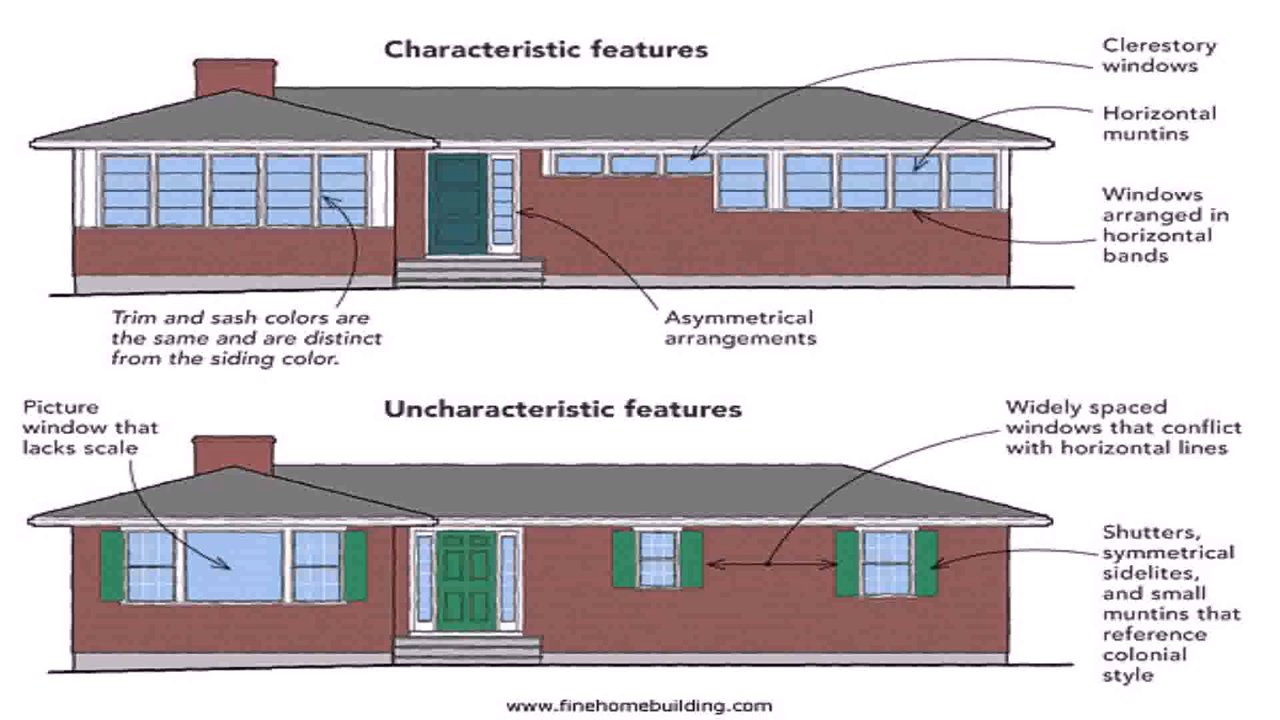 Characteristic features
Clerestory
windows
Horizontal
muntins
Windows
arranged in
horizontal
bands
Trim and sash colors are
the same and are distinct
from the siding color.
Asymmetrical
arrangements
Uncharacteristic features
Picture
window that
lacks scale
Widely spaced
windows that conflict
with horizontal lines
Shutters,
symmetrical
sidelites,
and small
muntins that
reference
colonial
style
www.finehomebuilding.com